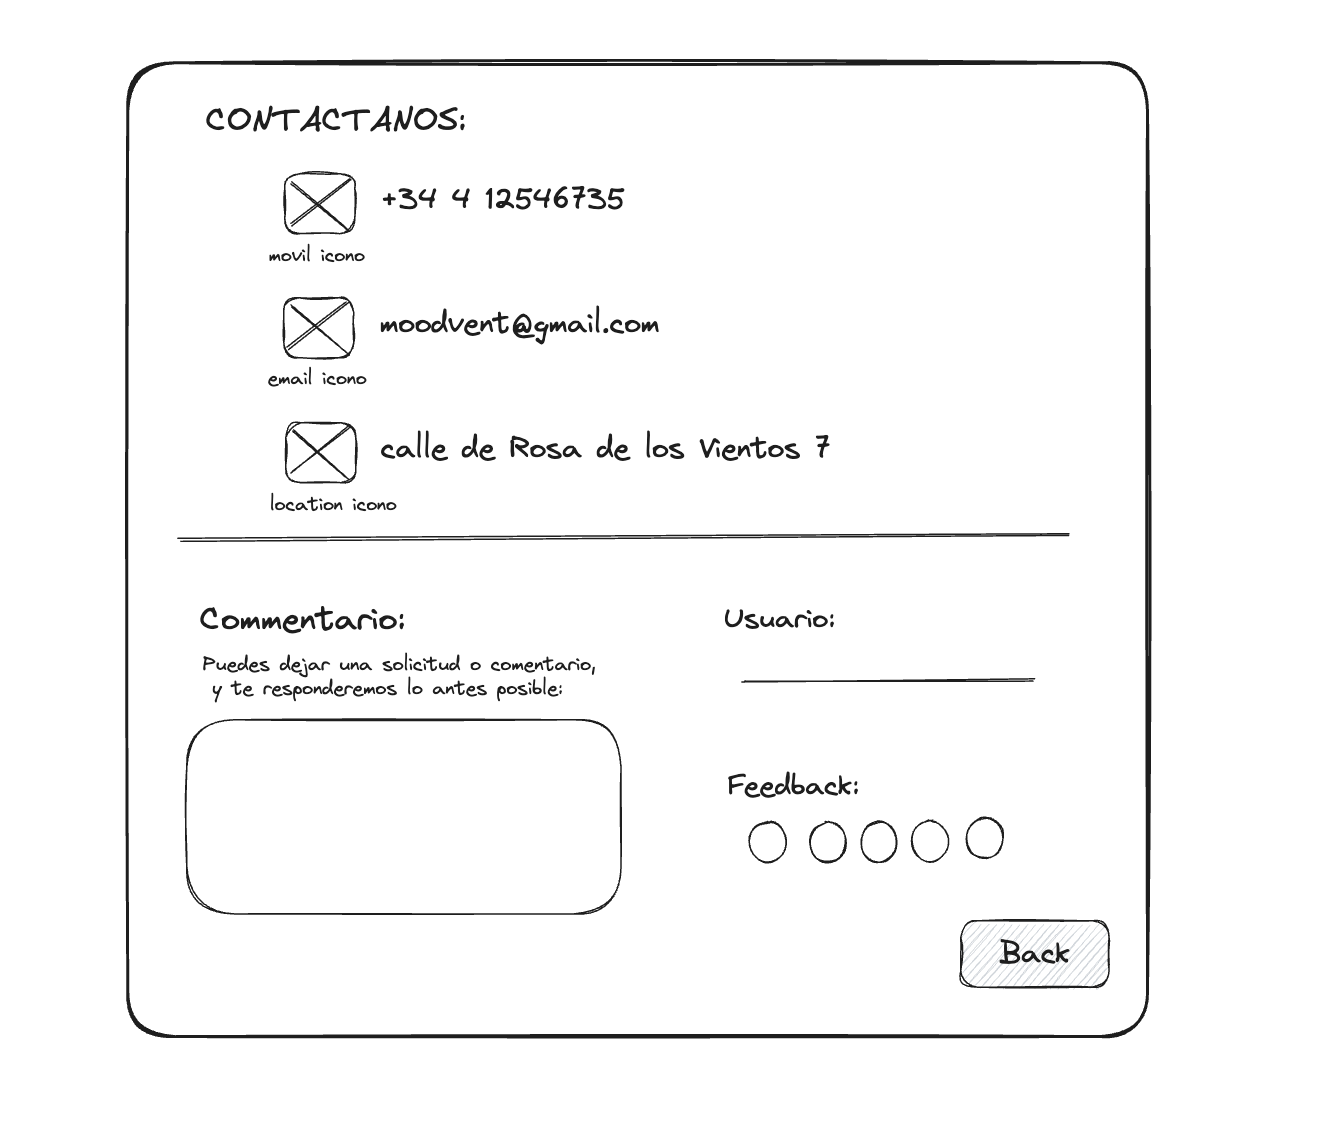 CONTACTANOS:
+34 4 12546735
movil icono
moodvent@gmail.com
email icono
calle de Rosa de los Vientos 7
location icono
Commentario:
Puedes dejar una solicitud o comentario,
y te responderemos lo antes posible:
Usuario:
Feedback:
Back